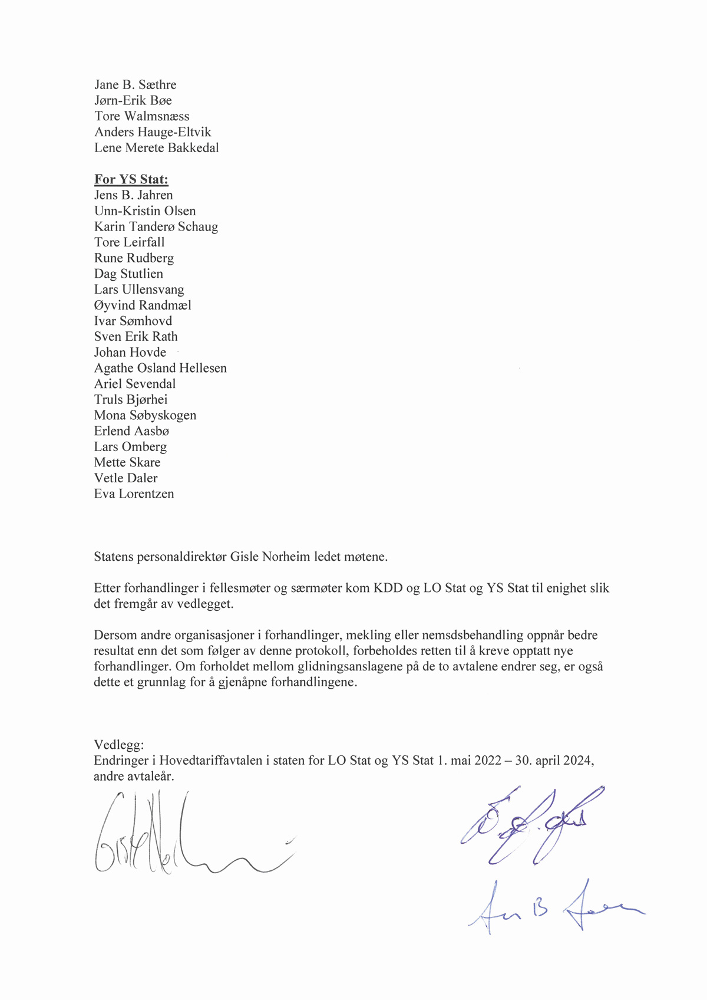 Jane B. Sæthre
Jørn-Erik Bøe
Tore Walmsnæss
Anders Hauge-Eltvik
Lene Merete Bakkedal
For YS Stat:
Jens B. Jahren
Unn-Kristin Olsen
Karin Tanderø Schaug
Tore Leirfall
Rune Rudberg
Dag Stutlien
Lars Ullensvang
Øyvind Randmæl
Ivar Sømhovd
Sven Erik Rath
Johan Hovde
Agathe Osland Hellesen
Ariel Sevendal
Truls Bjørhei
Mona Søbyskogen
Erlend Aasbø
Lars Omberg
Mette Skare
Vetle Daler
Eva Lorentzen
Statens personaldirektør Gisle Norheim ledet møtene.
Etter forhandlinger i fellesmøter og særmøter kom KDD og LO Stat og YS Stat til enighet slik
det fremgår av vedlegget.
Dersom andre organisasjoner i forhandlinger, mekling eller nemsdsbehandling oppnår bedre
resultat enn det som følger av denne protokoll, forbeholdes retten til å kreve opptatt nye
forhandlinger. Om forholdet mellom glidningsanslagene på de to avtalene endrer seg, er også
dette et grunnlag for å gjenåpne forhandlingene.
Vedlegg:
Endringer i Hovedtariffavtalen i staten for LO Stat og YS Stat 1. mai 2022 – 30. april 2024,
andre avtaleår.